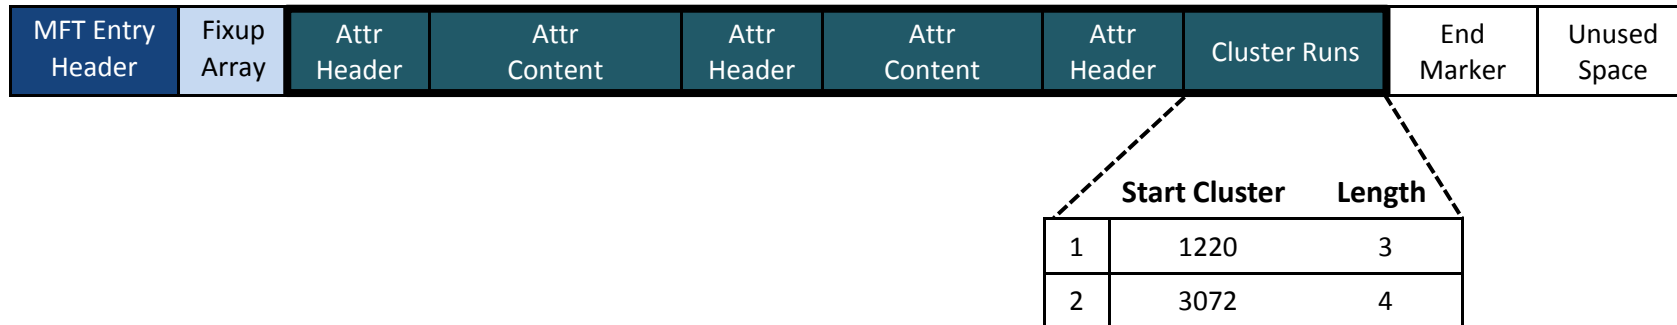 MFT Entry
Header
Fixup
Array
Attr
Header
Attr
Content
Attr
Header
Attr
Content
Attr
Header
Cluster Runs
End
Marker
Unused
Space
Start Cluster Length
1 1220 3
2 3072 4